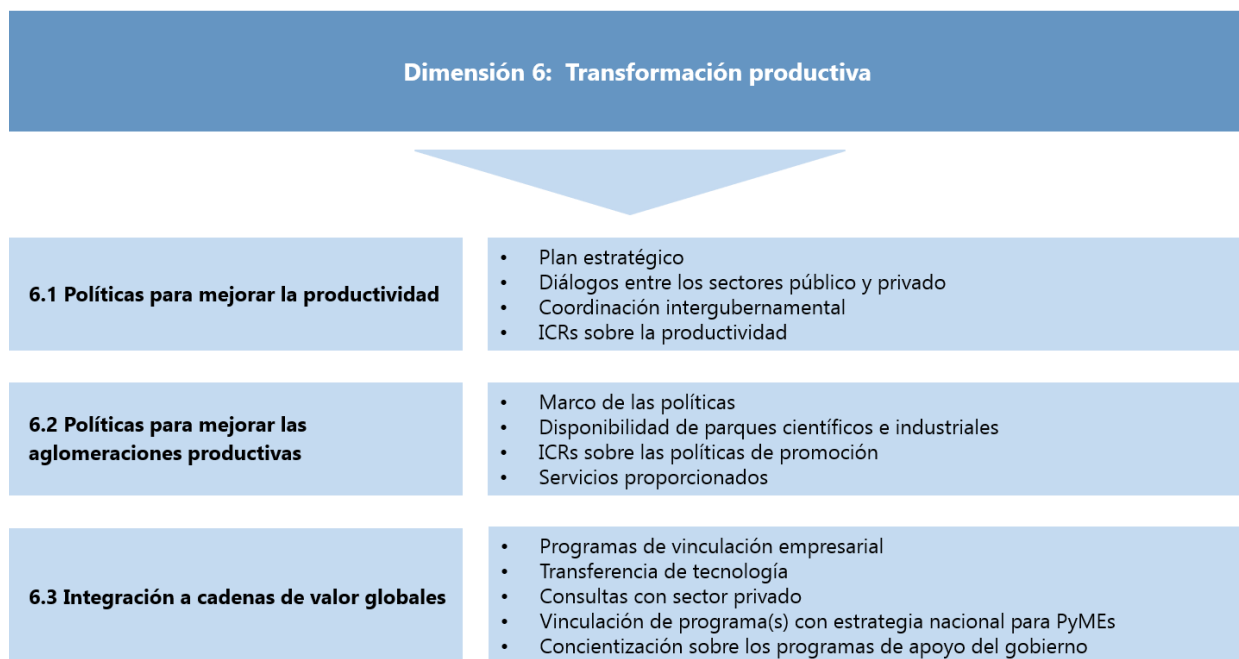 Dimensión 6: Transformación productiva
6.1 Políticas para mejorar la productividad
• Plan estratégico
• Diálogos entre los sectores público y privado
• Coordinación intergubernamental
• ICRs sobre la productividad
6.2 Políticas para mejorar las
aglomeraciones productivas
• Marco de las políticas
• Disponibilidad de parques científicos e industriales
• ICRs sobre las políticas de promoción
• Servicios proporcionados
6.3 Integración a cadenas de valor globales
• Programas de vinculación empresarial
• Transferencia de tecnología
• Consultas con sector privado
• Vinculación de programa(s) con estrategia nacional para PyMEs
• Concientización sobre los programas de apoyo del gobierno